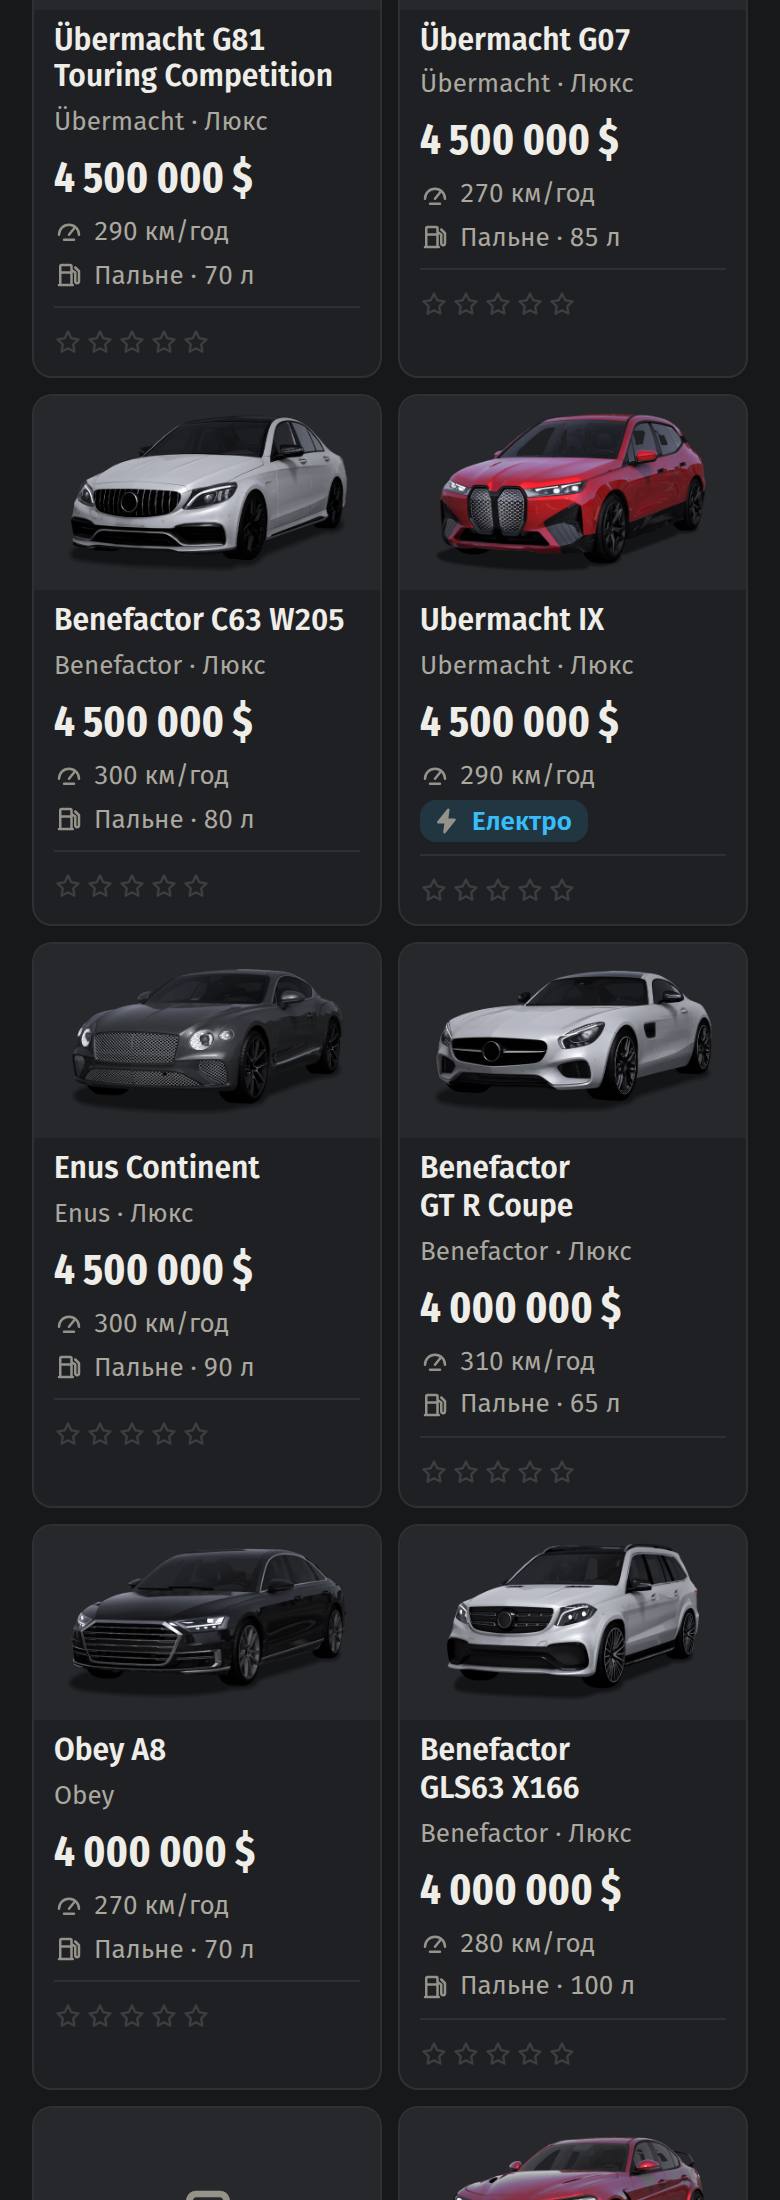 Übermacht G81
Touring Competition
Übermacht · Люкс
4 500 000 $
290 км/год
Пальне · 70 л
Übermacht G07
Übermacht · Люкс
4 500 000 $
270 км/год
Пальне · 85 л
Benefactor C63 W205
Benefactor · Люкс
4 500 000 $
300 км/год
Пальне · 80 л
Ubermacht IX
Ubermacht · Люкс
4 500 000 $
290 км/год
Електро
Enus Continent
Enus · Люкс
4 500 000 $
300 км/год
Пальне · 90 л
Benefactor
GT R Coupe
Benefactor · Люкс
4 000 000 $
310 км/год
Пальне · 65 л
Obey A8
Obey
4 000 000 $
270 км/год
Пальне · 70 л
Benefactor
GLS63 X166
Benefactor · Люкс
4 000 000 $
280 км/год
Пальне · 100 л